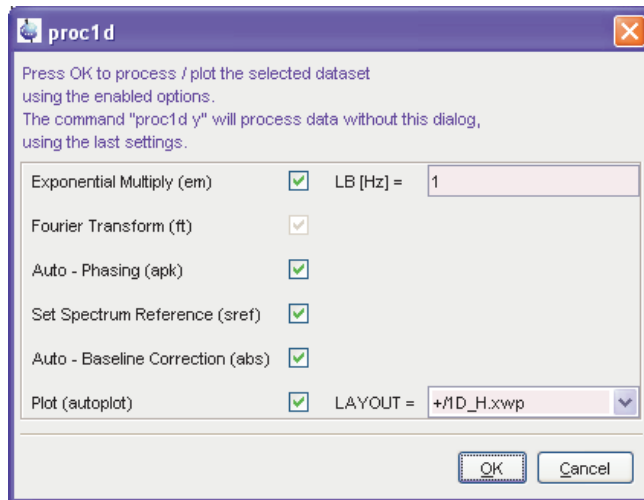 proc1d
Press OK to process / plot the selected dataset
using the enabled options.
The command "proc1d y" will process data without this dialog,
using the last settings.
Exponential Multiply (em) LB [Hz] = 1
Fourier Transform (ft)
Auto - Phasing (apk)
Set Spectrum Reference (sref)
Auto - Baseline Correction (abs)
Plot (autoplot) LAYOUT = +/1D_H.xwp
OK Cancel